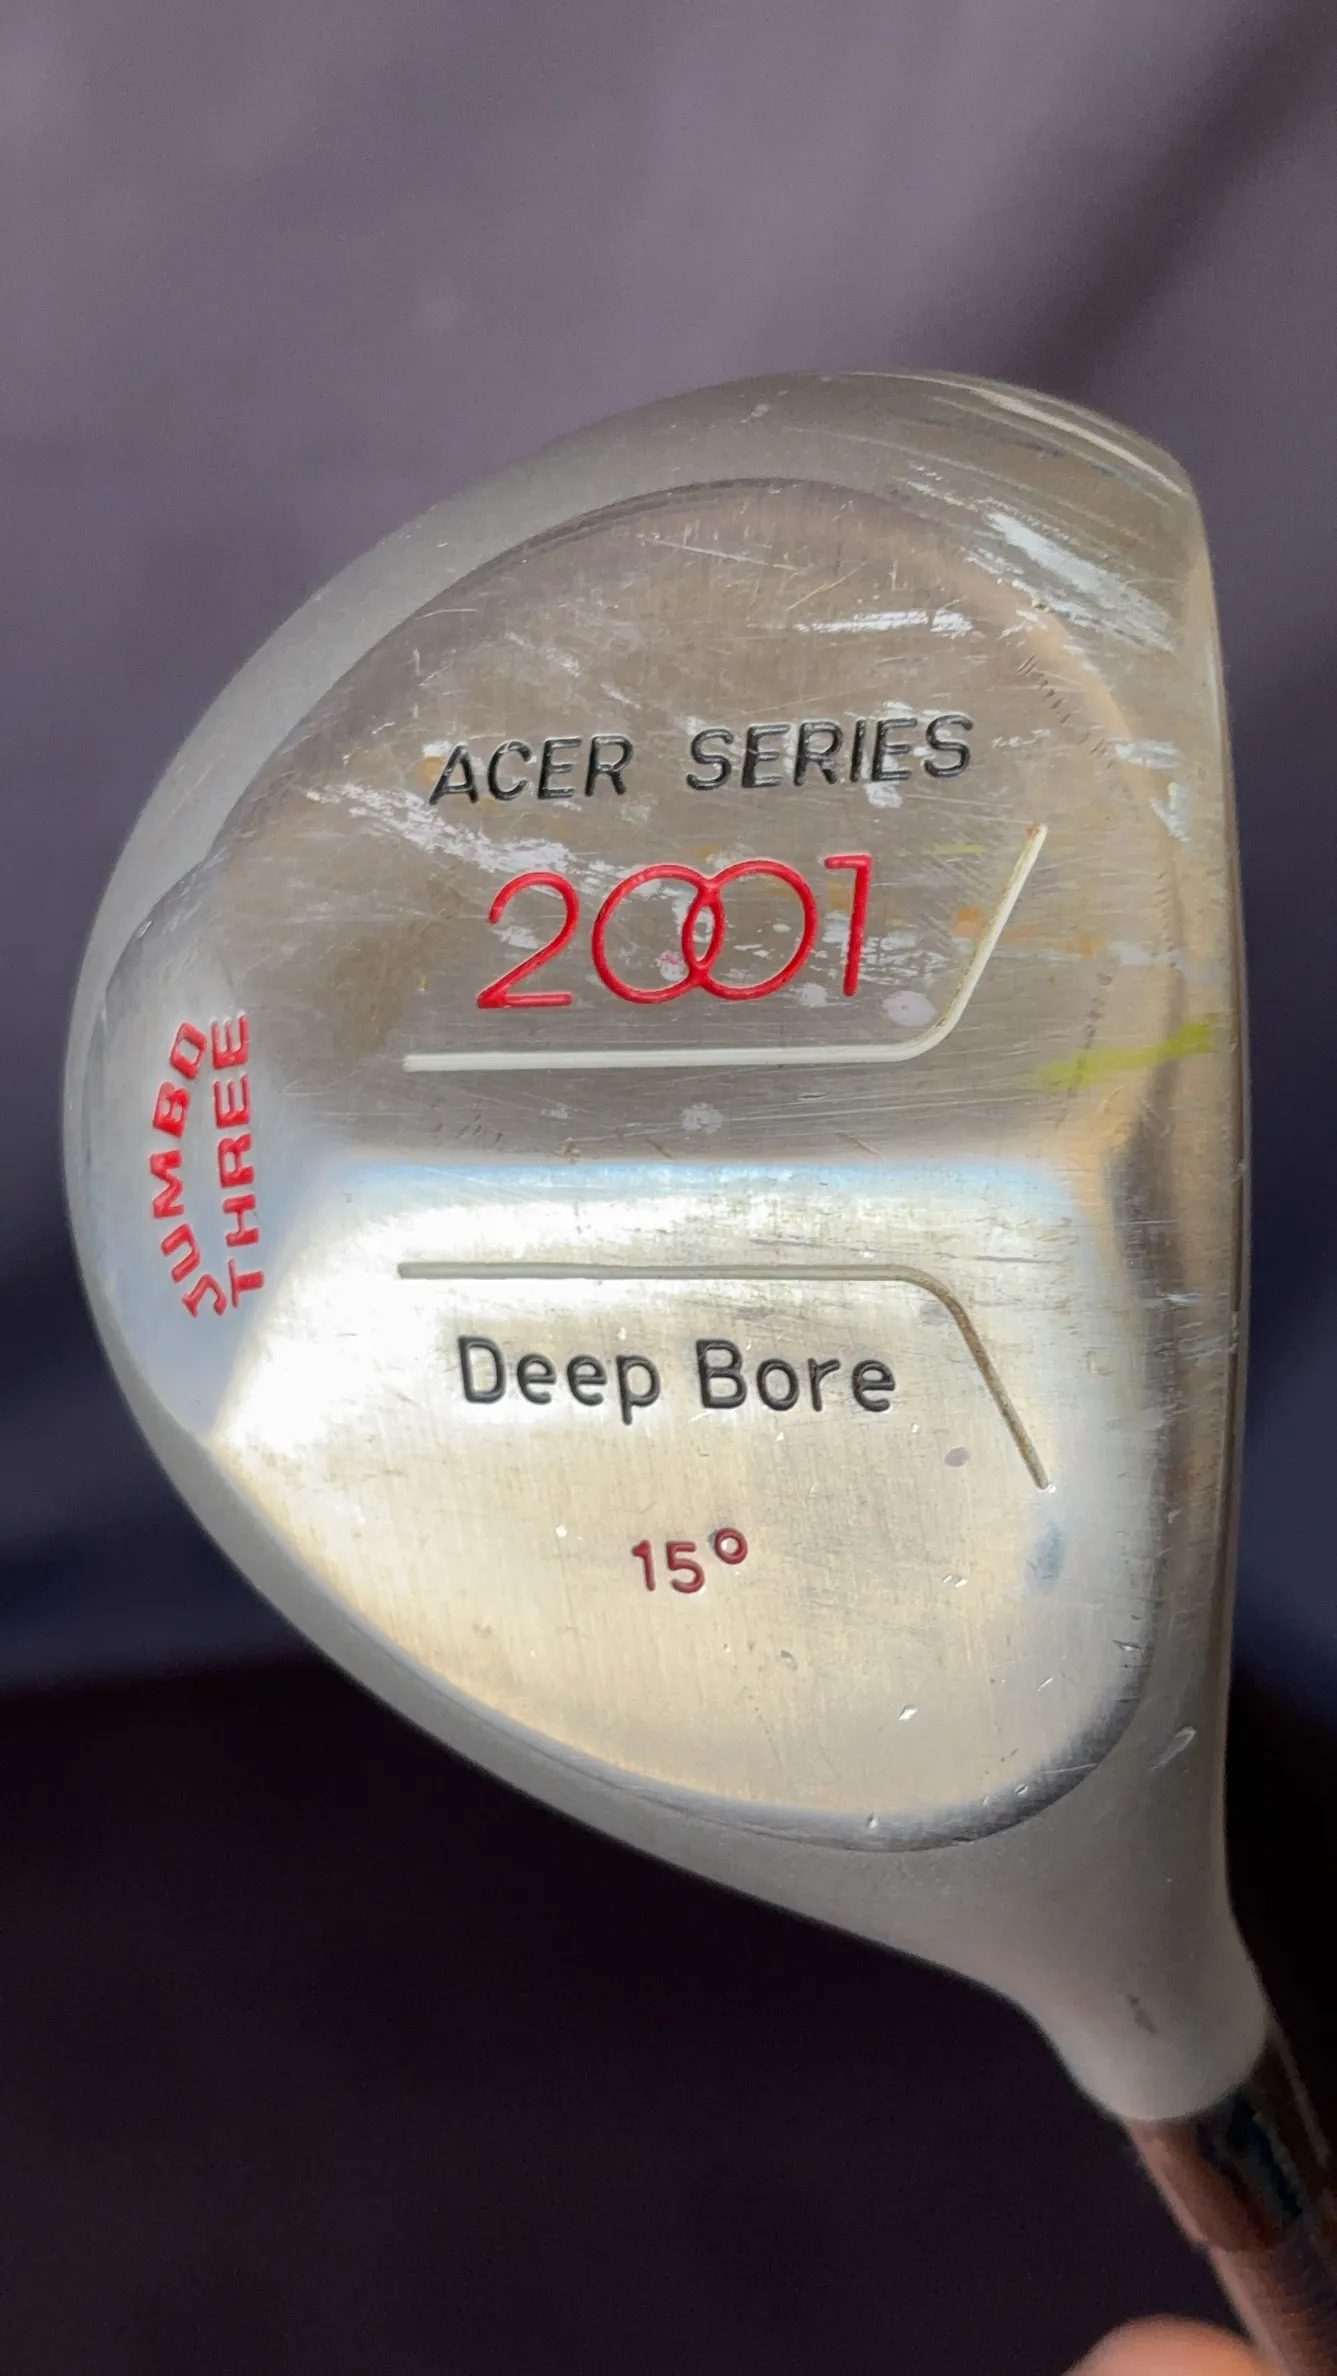 ACER SERIES
2001
JUMBO
THREE
Deep Bore
15°